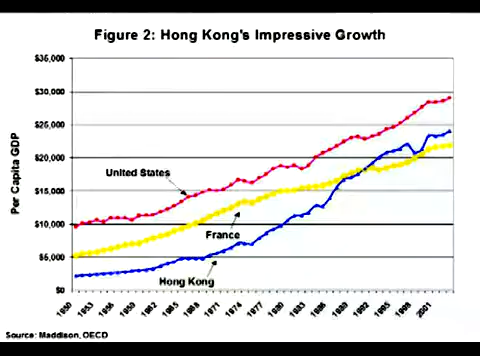 Figure 2: Hong Kong's Impressive Growth
$35,000
$30,000
$25,000
$20,000
$15,000
$10,000
$5,000
$0
Per Capita GDP
United States
France
Hong Kong
1950 1953 1956 1959 1962 1965 1968 1971 1974 1977 1980 1983 1986 1989 1992 1995 1998 2001
Source: Maddison, OECD